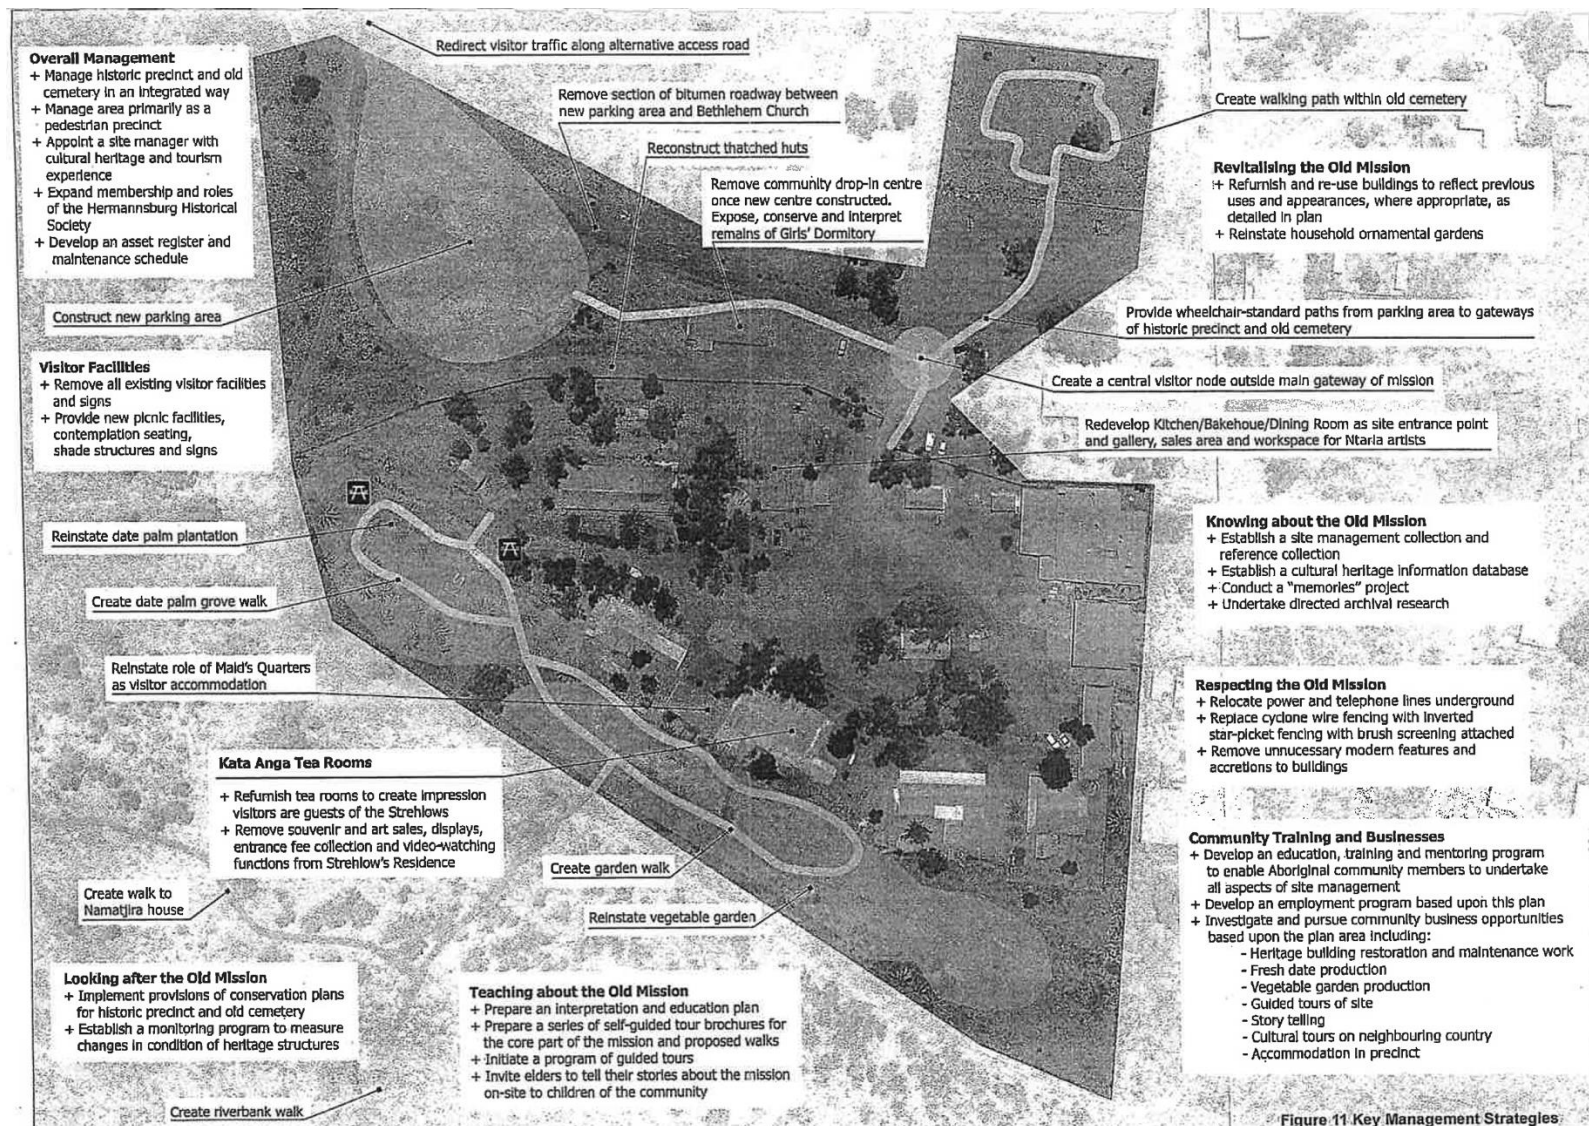 Redirect visitor traffic along alternative access road
Overall Management
+ Manage historic precinct and old
cemetery in an integrated way
+ Manage area primarily as a
pedestrian precinct
+ Appoint a site manager with
cultural heritage and tourism
experience
+ Expand membership and roles
of the Hermannsburg Historical
Society
+ Develop an asset register and
maintenance schedule
Remove section of bitumen roadway between
new parking area and Bethlehem Church
Reconstruct thatched huts
Remove community drop-in centre
once new centre constructed.
Expose, conserve and interpret
remains of Girls' Dormitory
Create walking path within old cemetery
Revitalising the Old Mission
+ Refurnish and re-use buildings to reflect previous
uses and appearances, where appropriate, as
detailed in plan
+ Reinstate household ornamental gardens
Construct new parking area
Provide wheelchair-standard paths from parking area to gateways
of historic precinct and old cemetery
Visitor Facilities
+ Remove all existing visitor facilities
and signs
+ Provide new picnic facilities,
contemplation seating,
shade structures and signs
Create a central visitor node outside main gateway of mission
Redevelop Kitchen/Bakehoue/Dining Room as site entrance point
and gallery, sales area and workspace for Ntaria artists
Reinstate date palm plantation
Create date palm grove walk
Knowing about the Old Mission
+ Establish a site management collection and
reference collection
+ Establish a cultural heritage information database
+ Conduct a "memories" project
+ Undertake directed archival research
Reinstate role of Maid's Quarters
as visitor accommodation
Respecting the Old Mission
+ Relocate power and telephone lines underground
+ Replace cyclone wire fencing with inverted
star-picket fencing with brush screening attached
+ Remove unnucessary modern features and
accretions to buildings
Kata Anga Tea Rooms
+ Refurnish tea rooms to create impression
visitors are guests of the Strehlows
+ Remove souvenir and art sales, displays,
entrance fee collection and video-watching
functions from Strehlow's Residence
Create garden walk
Create walk to
Namatjira house
Reinstate vegetable garden
Community Training and Businesses
+ Develop an education, training and mentoring program
to enable Aboriginal community members to undertake
all aspects of site management
+ Develop an employment program based upon this plan
+ Investigate and pursue community business opportunities
based upon the plan area including:
- Heritage building restoration and maintenance work
- Fresh date production
- Vegetable garden production
- Guided tours of site
- Story telling
- Cultural tours on neighbouring country
- Accommodation in precinct
Looking after the Old Mission
+ Implement provisions of conservation plans
for historic precinct and old cemetery
+ Establish a monitoring program to measure
changes in condition of heritage structures
Teaching about the Old Mission
+ Prepare an interpretation and education plan
+ Prepare a series of self-guided tour brochures for
the core part of the mission and proposed walks
+ Initiate a program of guided tours
+ Invite elders to tell their stories about the mission
on-site to children of the community
Create riverbank walk
Figure 11 Key Management Strategies